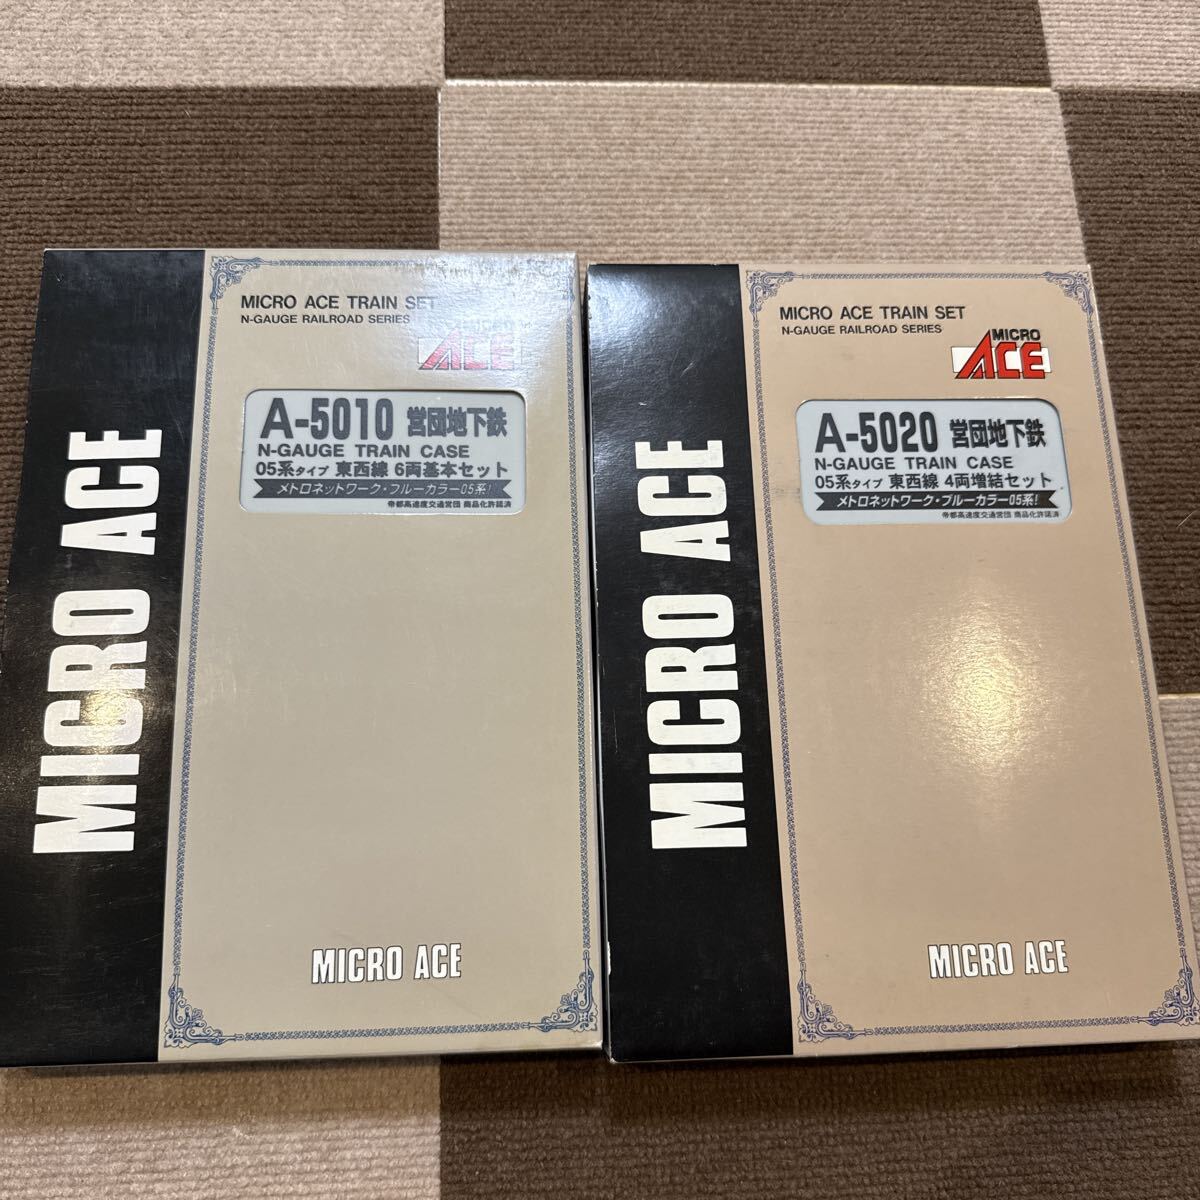 MICRO ACE
MICRO ACE TRAIN SET
N-GAUGE RAILROAD SERIES
MICRO
ACE
A-5010 営団地下鉄
N-GAUGE TRAIN CASE
05系タイプ 東西線 6両基本セット
メトロネットワーク・ブルーカラー05系!
帝都高速度交通営団 商品化許諾済
MICRO ACE
MICRO ACE
MICRO ACE TRAIN SET
N-GAUGE RAILROAD SERIES
MICRO
ACE
A-5020 営団地下鉄
N-GAUGE TRAIN CASE
05系タイプ 東西線 4両増結セット
メトロネットワーク・ブルーカラー05系!
帝都高速度交通営団 商品化許諾済
MICRO ACE